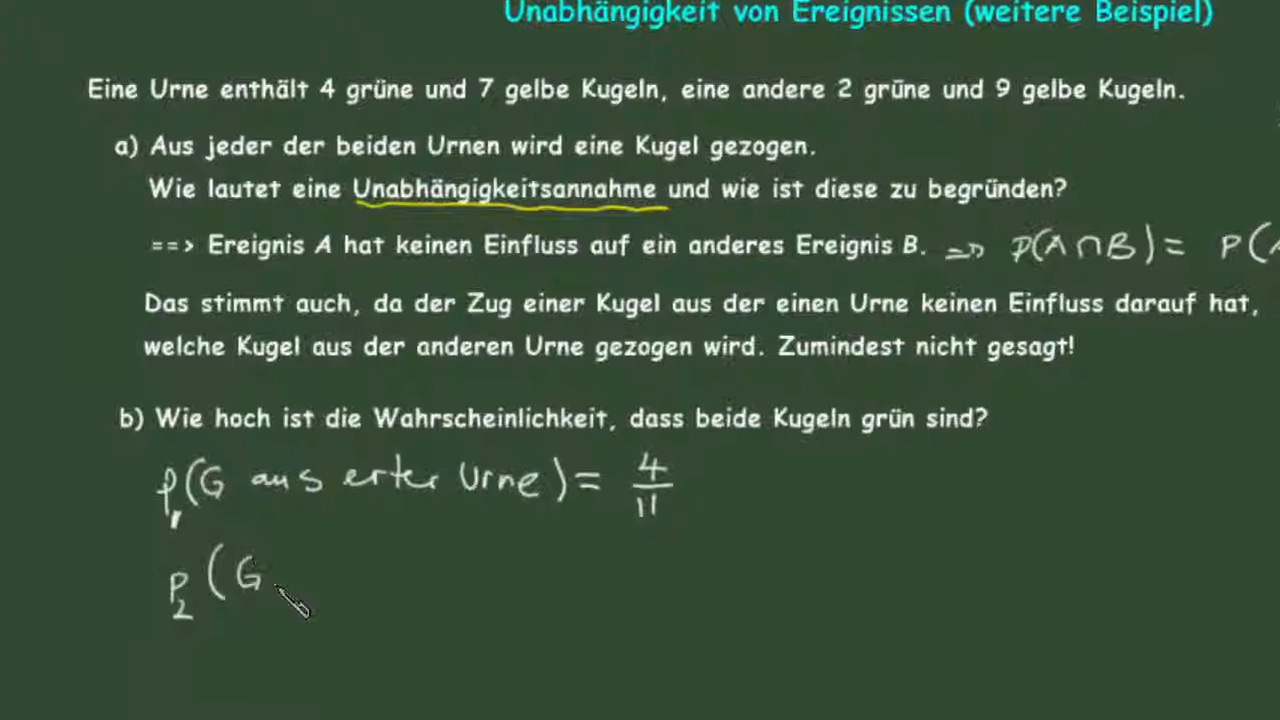 Unabhängigkeit von Ereignissen (weitere Beispiel)
Eine Urne enthält 4 grüne und 7 gelbe Kugeln, eine andere 2 grüne und 9 gelbe Kugeln.
a) Aus jeder der beiden Urnen wird eine Kugel gezogen.
Wie lautet eine Unabhängigkeitsannahme und wie ist diese zu begründen?
==> Ereignis A hat keinen Einfluss auf ein anderes Ereignis B. => P(A∩B) = P(A
Das stimmt auch, da der Zug einer Kugel aus der einen Urne keinen Einfluss darauf hat,
welche Kugel aus der anderen Urne gezogen wird. Zumindest nicht gesagt!
b) Wie hoch ist die Wahrscheinlichkeit, dass beide Kugeln grün sind?
P₁(G aus erter Urne) = 4/11
P₂(G